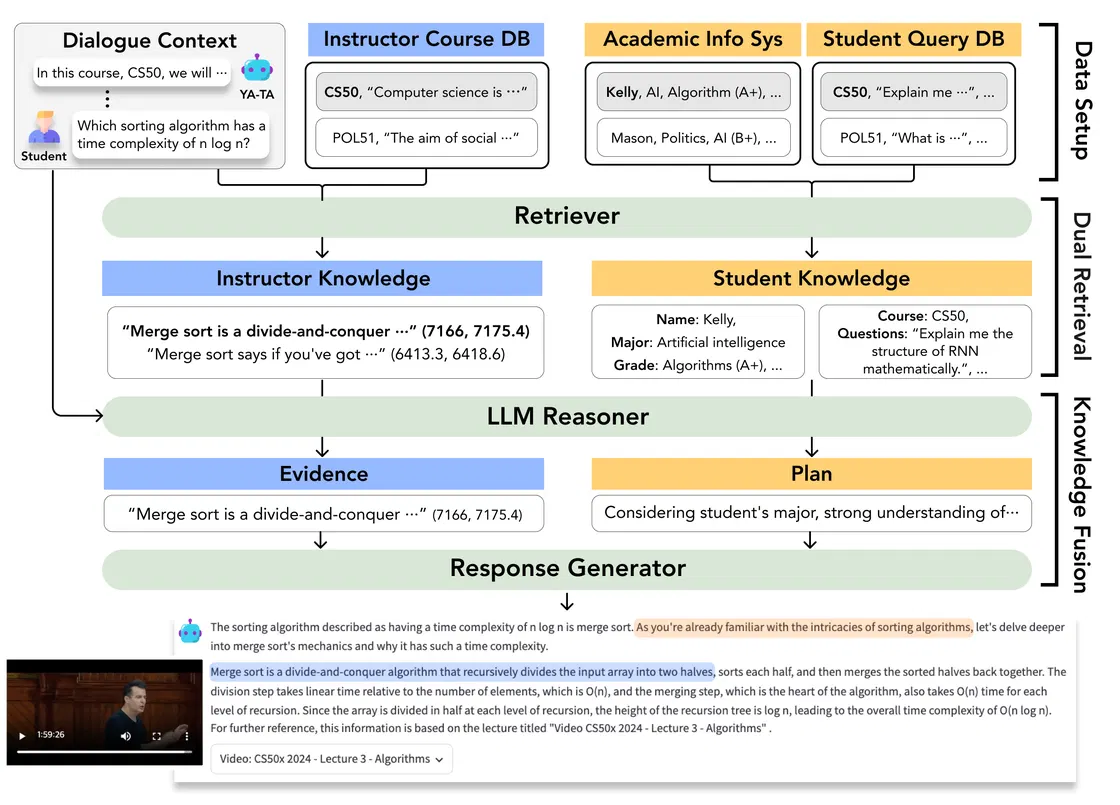 Dialogue Context
In this course, CS50, we will ···
YA-TA
Which sorting algorithm has a
time complexity of n log n?
Student
Instructor Course DB
CS50, “Computer science is ···”
POL51, “The aim of social ···”
Academic Info Sys
Kelly, AI, Algorithm (A+), ...
Mason, Politics, AI (B+), ...
Student Query DB
CS50, “Explain me ···”, ...
POL51, “What is ···”, ...
Data Setup
Retriever
Instructor Knowledge
“Merge sort is a divide-and-conquer ···” (7166, 7175.4)
“Merge sort says if you've got ···” (6413.3, 6418.6)
Student Knowledge
Name: Kelly,
Major: Artificial intelligence
Grade: Algorithms (A+), ...
Course: CS50,
Questions: “Explain me the
structure of RNN
mathematically.”, ...
Dual Retrieval
LLM Reasoner
Evidence
“Merge sort is a divide-and-conquer ···” (7166, 7175.4)
Plan
Considering student's major, strong understanding of···
Response Generator
Knowledge Fusion
The sorting algorithm described as having a time complexity of n log n is merge sort. As you're already familiar with the intricacies of sorting algorithms, let's delve deeper
into merge sort's mechanics and why it has such a time complexity.
Merge sort is a divide-and-conquer algorithm that recursively divides the input array into two halves, sorts each half, and then merges the sorted halves back together. The
division step takes linear time relative to the number of elements, which is O(n), and the merging step, which is the heart of the algorithm, also takes O(n) time for each
level of recursion. Since the array is divided in half at each level of recursion, the height of the recursion tree is log n, leading to the overall time complexity of O(n log n).
For further reference, this information is based on the lecture titled "Video CS50x 2024 - Lecture 3 - Algorithms" .
1:59:26
Video: CS50x 2024 - Lecture 3 - Algorithms